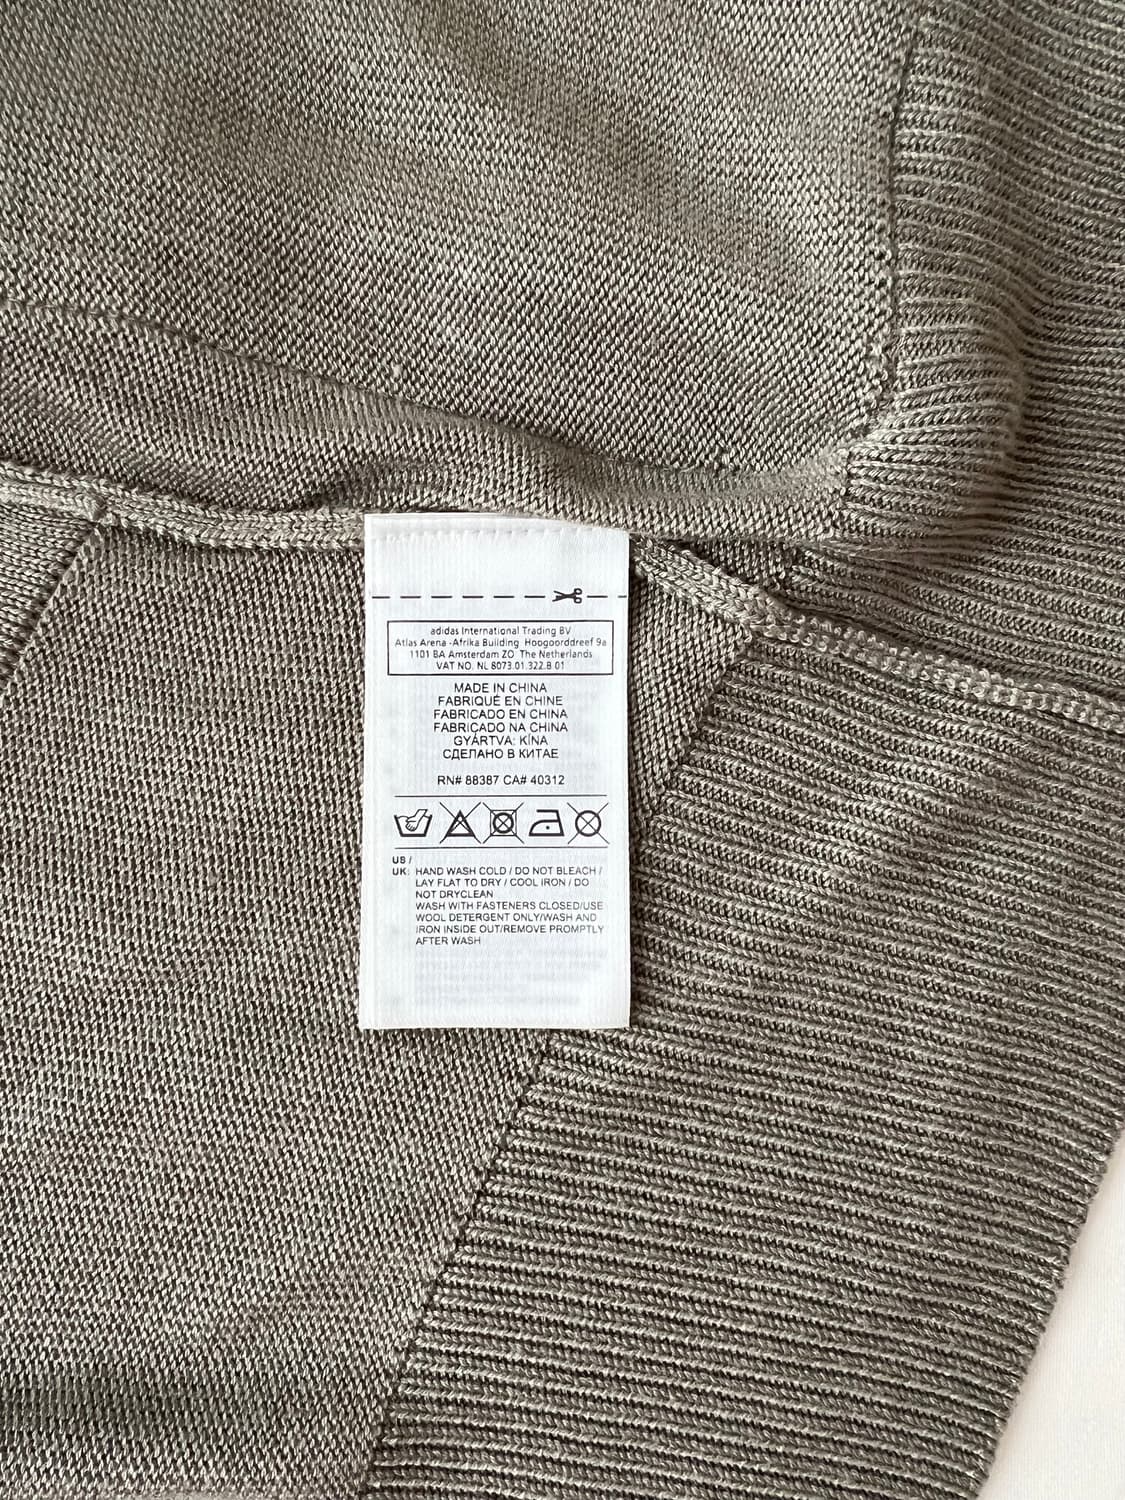 adidas International Trading BV
Atlas Arena -Afrika Building Hoogoorddreef 9a
1101 BA Amsterdam ZO The Netherlands
VAT NO. NL 8073.01.322.B 01
MADE IN CHINA
FABRIQUÉ EN CHINE
FABRICADO EN CHINA
FABRICADO NA CHINA
GYÁRTVA: KÍNA
СДЕЛАНО В КИТАЕ
RN# 88387 CA# 40312
US /
UK: HAND WASH COLD / DO NOT BLEACH /
LAY FLAT TO DRY / COOL IRON / DO
NOT DRYCLEAN
WASH WITH FASTENERS CLOSED/USE
WOOL DETERGENT ONLY/WASH AND
IRON INSIDE OUT/REMOVE PROMPTLY
AFTER WASH